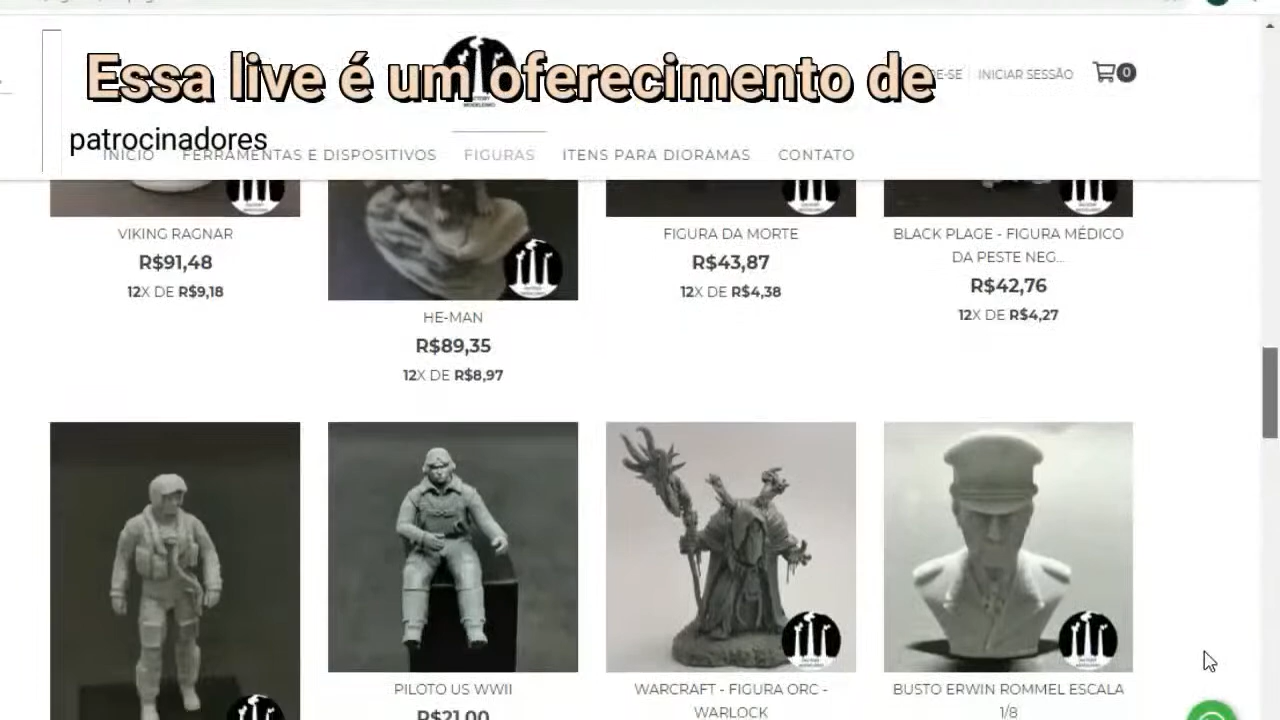 Essa live é um oferecimento de
patrocinadores
E-SE INICIAR SESSÃO 0
INÍCIO FERRAMENTAS E DISPOSITIVOS FIGURAS ITENS PARA DIORAMAS CONTATO
VIKING RAGNAR
R$91,48
12X DE R$9,18
HE-MAN
R$89,35
12X DE R$8,97
FIGURA DA MORTE
R$43,87
12X DE R$4,38
BLACK PLAGE - FIGURA MÉDICO
DA PESTE NEG...
R$42,76
12X DE R$4,27
PILOTO US WWII
R$21,00
WARCRAFT - FIGURA ORC -
WARLOCK
BUSTO ERWIN ROMMEL ESCALA
1/8